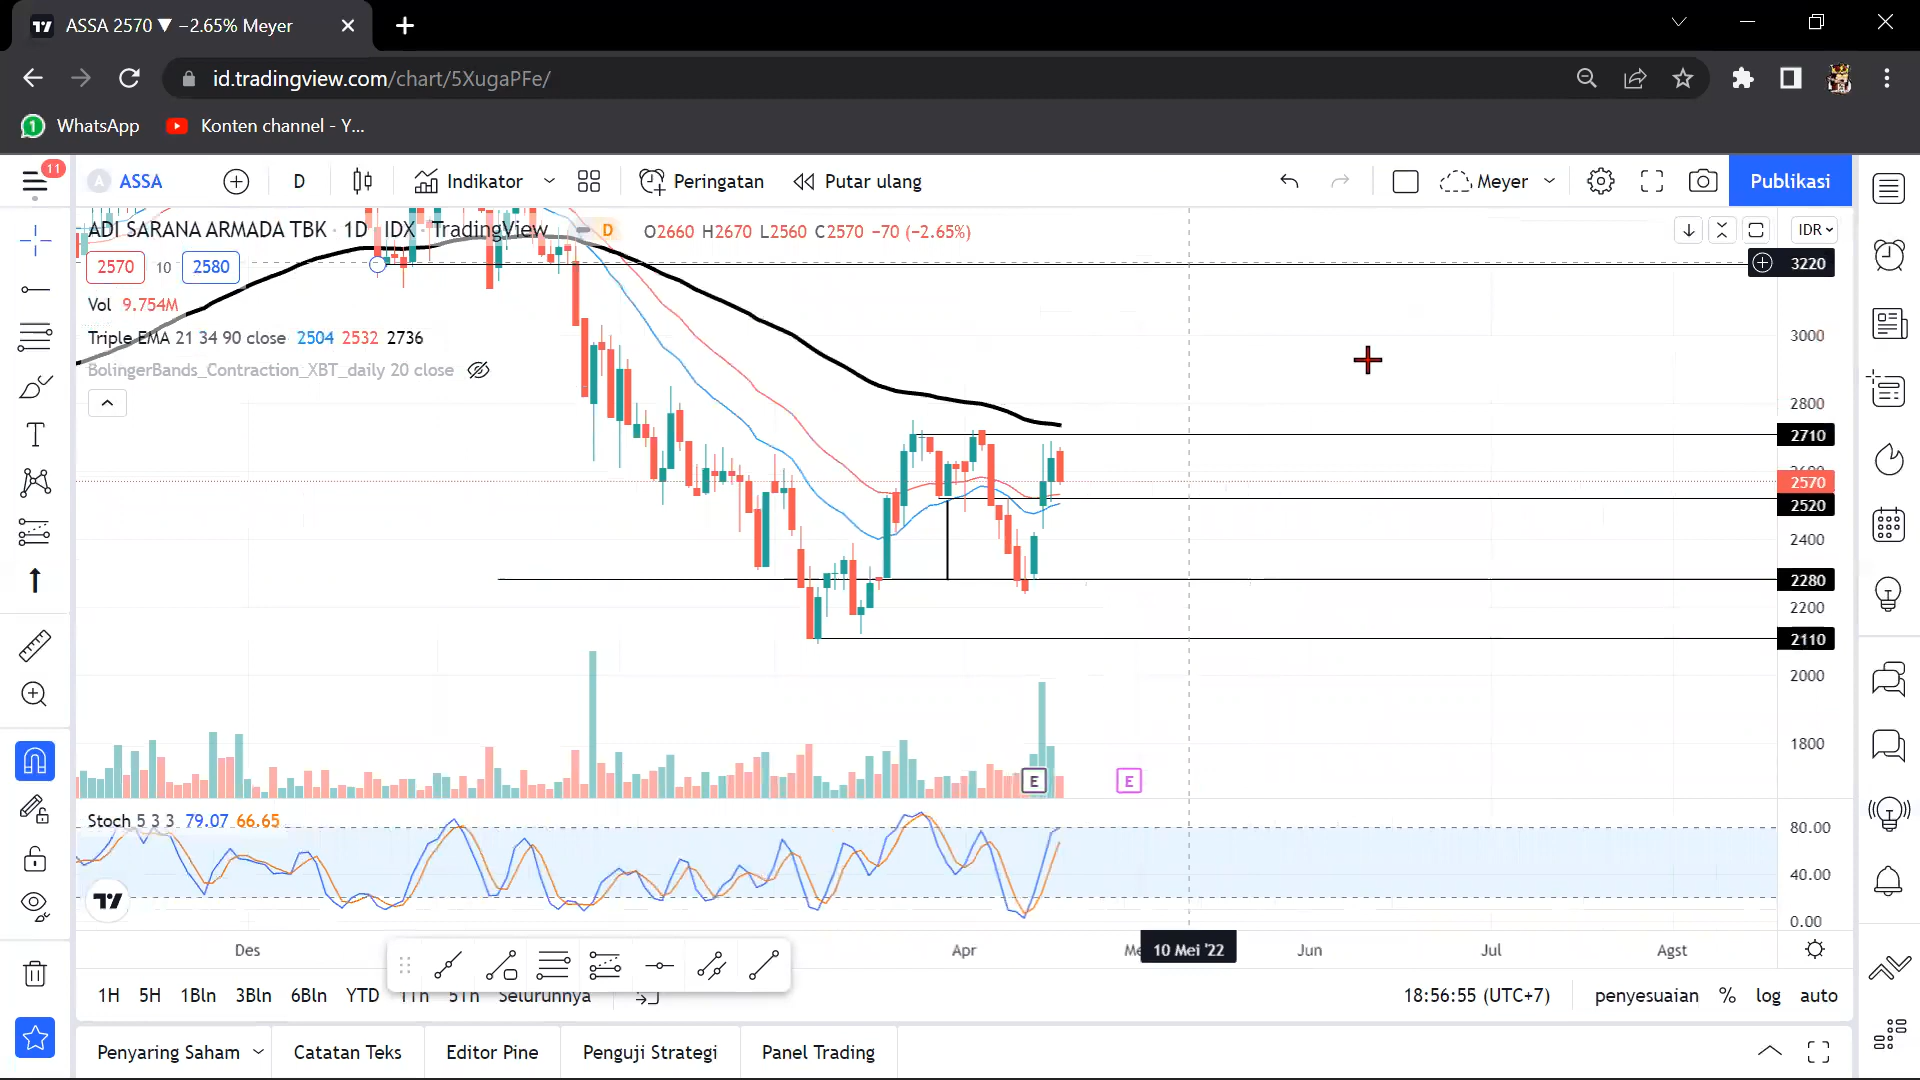 ASSA 2570 ▼ −2.65% Meyer
id.tradingview.com/chart/5XugaPFe/
1 WhatsApp Konten channel - Y...
11 A ASSA D Indikator Peringatan Putar ulang Meyer Publikasi
ADI SARANA ARMADA TBK · 1D · IDX · TradingView D O2660 H2670 L2560 C2570 −70 (−2.65%) IDR
2570 10 2580 3220
Vol 9.754M
Triple EMA 21 34 90 close 2504 2532 2736
BolingerBands_Contraction_XBT_daily 20 close
3000
2800
2710
2570
2520
2400
2280
2200
2110
2000
1800
E E
Stoch 5 3 3 79.07 66.65
80.00
40.00
0.00
Des Apr 10 Mei '22 Jun Jul Agst
1H 5H 1Bln 3Bln 6Bln YTD 1Th 5Th Seluruhnya 18:56:55 (UTC+7) penyesuaian % log auto
Penyaring Saham Catatan Teks Editor Pine Penguji Strategi Panel Trading